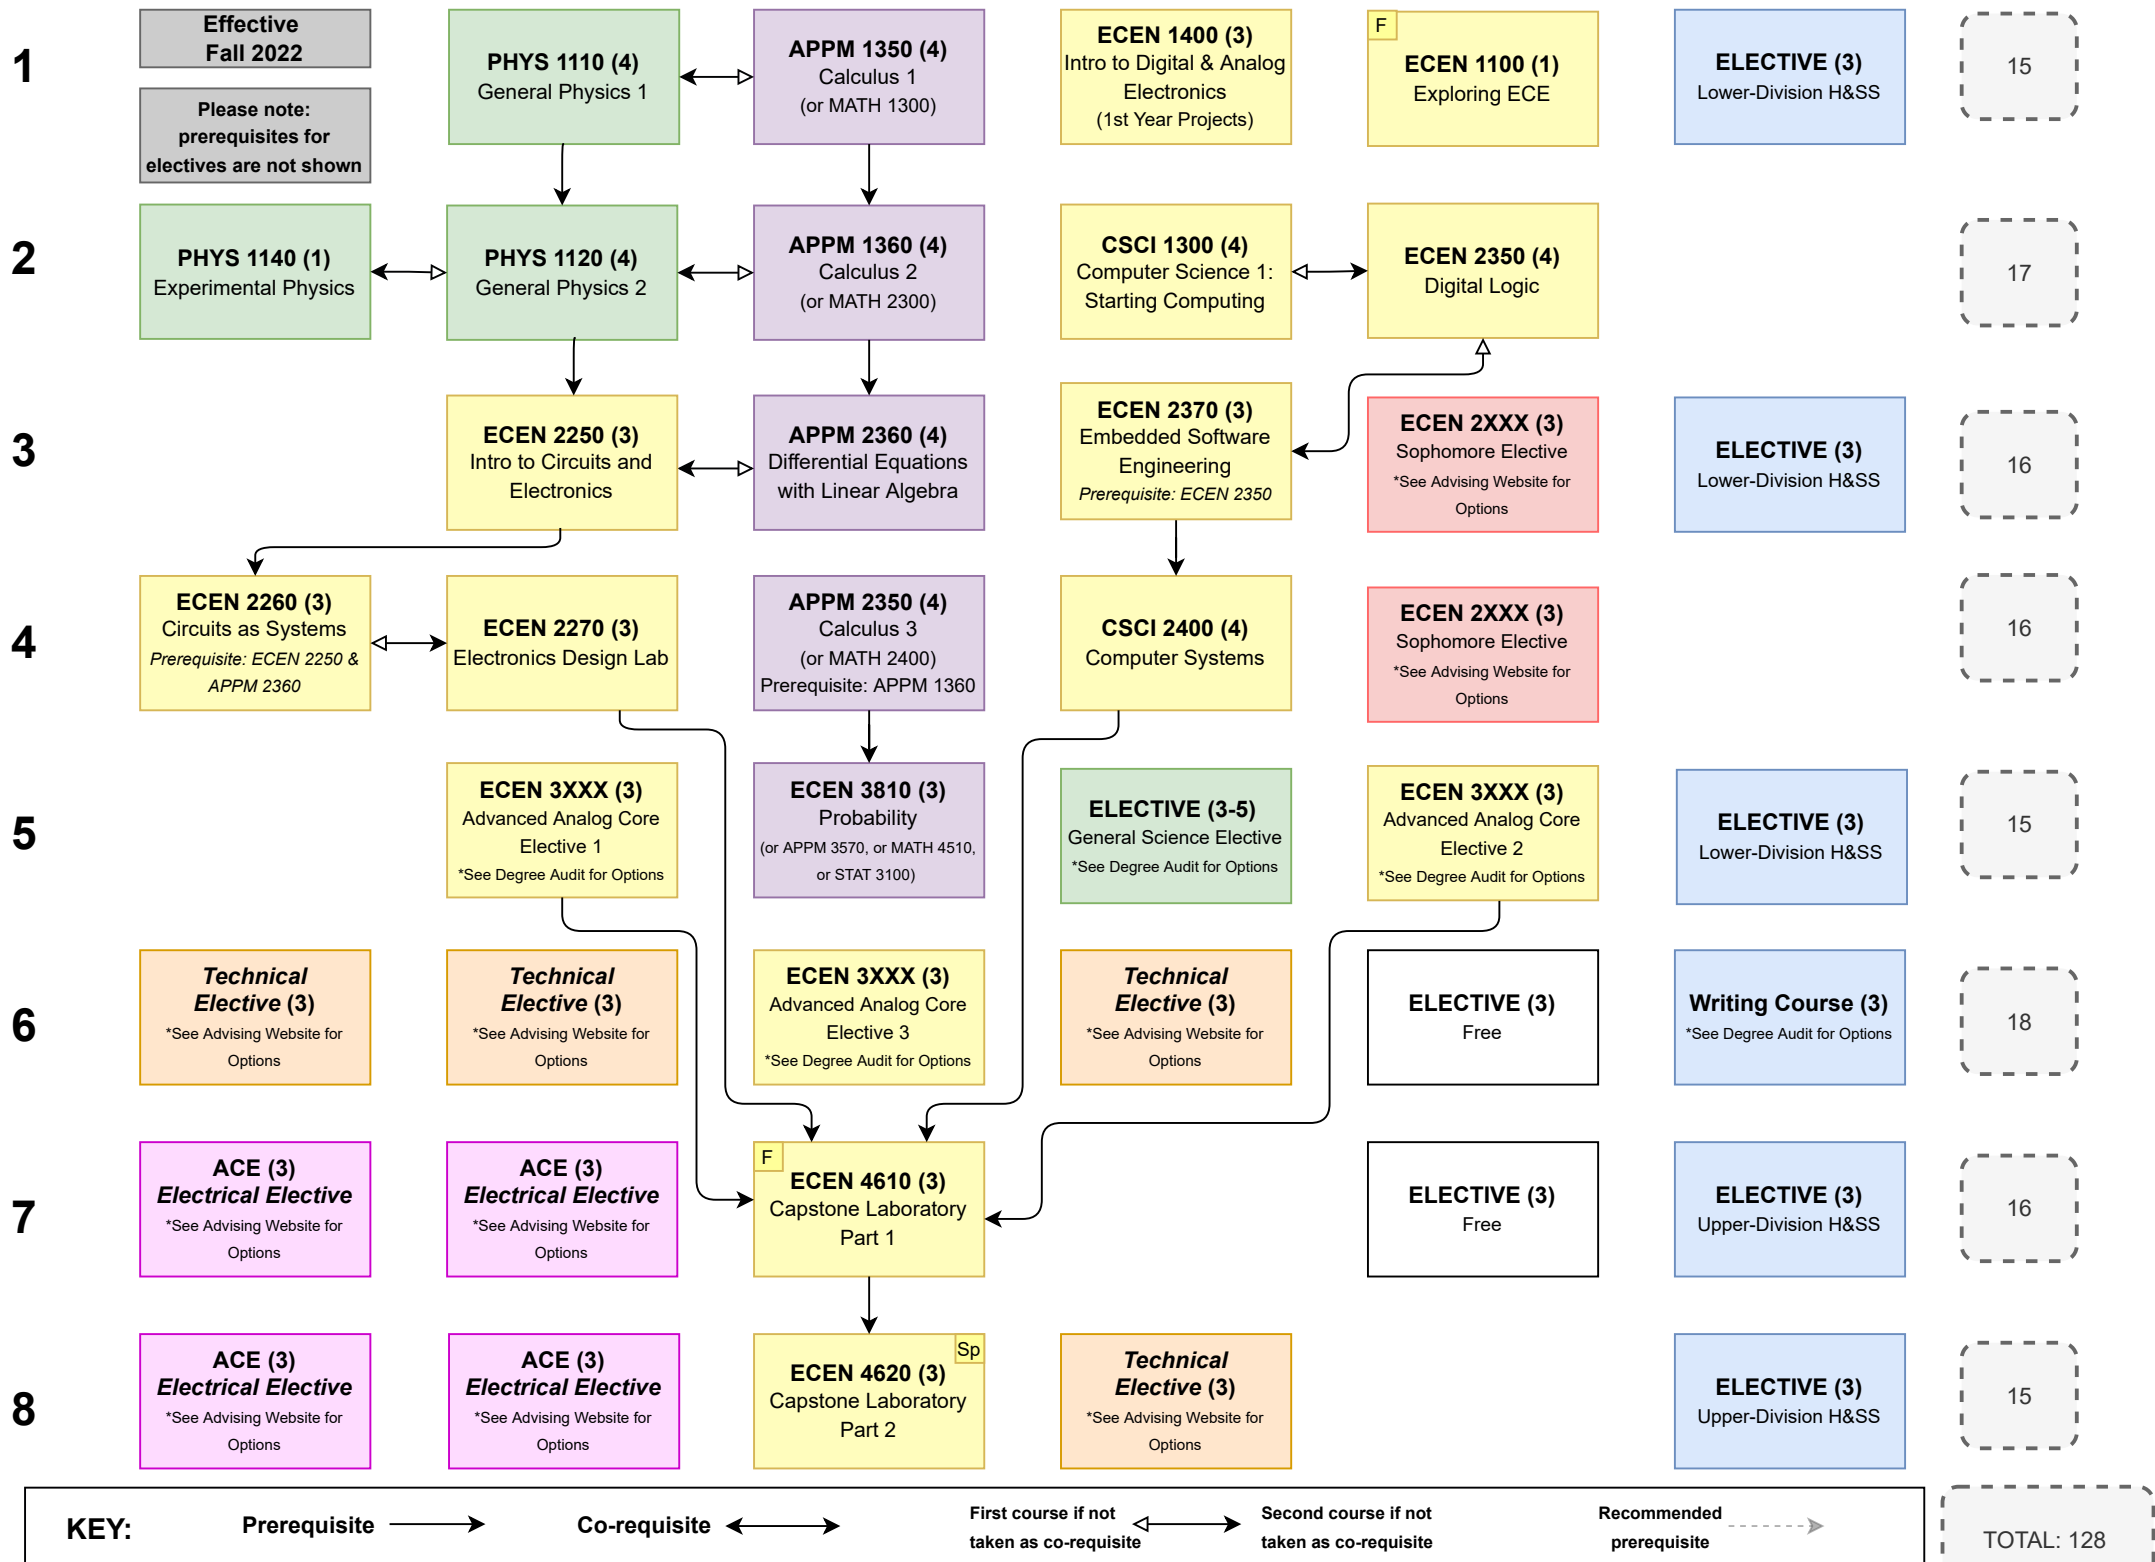 1
Effective
Fall 2022
Please note:
prerequisites for
electives are not shown
PHYS 1110 (4)
General Physics 1
APPM 1350 (4)
Calculus 1
(or MATH 1300)
ECEN 1400 (3)
Intro to Digital & Analog
Electronics
(1st Year Projects)
F
ECEN 1100 (1)
Exploring ECE
ELECTIVE (3)
Lower-Division H&SS
15
2
PHYS 1140 (1)
Experimental Physics
PHYS 1120 (4)
General Physics 2
APPM 1360 (4)
Calculus 2
(or MATH 2300)
CSCI 1300 (4)
Computer Science 1:
Starting Computing
ECEN 2350 (4)
Digital Logic
17
3
ECEN 2250 (3)
Intro to Circuits and
Electronics
APPM 2360 (4)
Differential Equations
with Linear Algebra
ECEN 2370 (3)
Embedded Software
Engineering
Prerequisite: ECEN 2350
ECEN 2XXX (3)
Sophomore Elective
*See Advising Website for
Options
ELECTIVE (3)
Lower-Division H&SS
16
4
ECEN 2260 (3)
Circuits as Systems
Prerequisite: ECEN 2250 &
APPM 2360
ECEN 2270 (3)
Electronics Design Lab
APPM 2350 (4)
Calculus 3
(or MATH 2400)
Prerequisite: APPM 1360
CSCI 2400 (4)
Computer Systems
ECEN 2XXX (3)
Sophomore Elective
*See Advising Website for
Options
16
5
ECEN 3XXX (3)
Advanced Analog Core
Elective 1
*See Degree Audit for Options
ECEN 3810 (3)
Probability
(or APPM 3570, or MATH 4510,
or STAT 3100)
ELECTIVE (3-5)
General Science Elective
*See Degree Audit for Options
ECEN 3XXX (3)
Advanced Analog Core
Elective 2
*See Degree Audit for Options
ELECTIVE (3)
Lower-Division H&SS
15
6
Technical
Elective (3)
*See Advising Website for
Options
Technical
Elective (3)
*See Advising Website for
Options
ECEN 3XXX (3)
Advanced Analog Core
Elective 3
*See Degree Audit for Options
Technical
Elective (3)
*See Advising Website for
Options
ELECTIVE (3)
Free
Writing Course (3)
*See Degree Audit for Options
18
7
ACE (3)
Electrical Elective
*See Advising Website for
Options
ACE (3)
Electrical Elective
*See Advising Website for
Options
F
ECEN 4610 (3)
Capstone Laboratory
Part 1
ELECTIVE (3)
Free
ELECTIVE (3)
Upper-Division H&SS
16
8
ACE (3)
Electrical Elective
*See Advising Website for
Options
ACE (3)
Electrical Elective
*See Advising Website for
Options
Sp
ECEN 4620 (3)
Capstone Laboratory
Part 2
Technical
Elective (3)
*See Advising Website for
Options
ELECTIVE (3)
Upper-Division H&SS
15
KEY:
Prerequisite
Co-requisite
First course if not
taken as co-requisite
Second course if not
taken as co-requisite
Recommended
prerequisite
TOTAL: 128